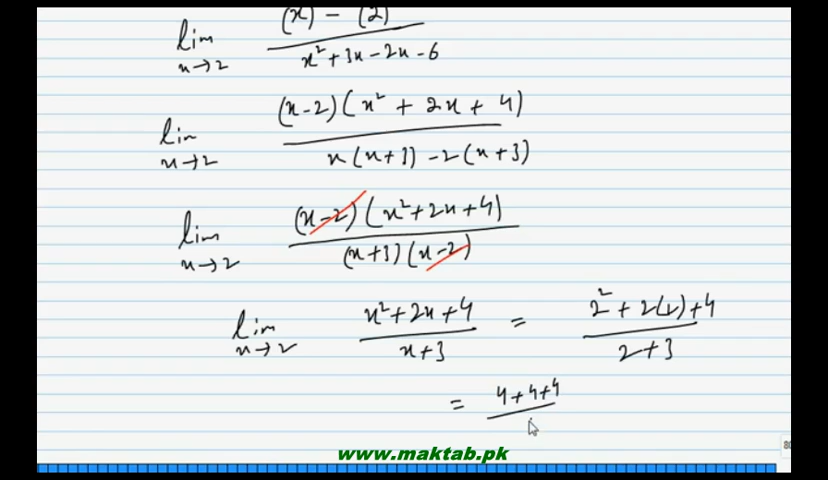 lim (x) - (2) / x² + 3x - 2x - 6
x→2
lim (x-2)(x² + 2x + 4) / x(x+3) - 2(x+3)
x→2
lim (x-2)(x²+2x+4) / (x+3)(x-2)
x→2
lim x²+2x+4 / x+3 = 2² + 2(2)+4 / 2+3
x→2
= 4+4+4
www.maktab.pk
80